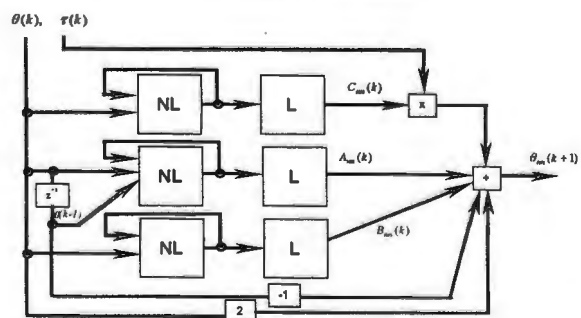 θ(k), τ(k)
NL
L
C_nn(k)
x
NL
L
A_nn(k)
+
θ_nn(k+1)
z⁻¹
θ(k-1)
NL
L
B_nn(k)
-1
2